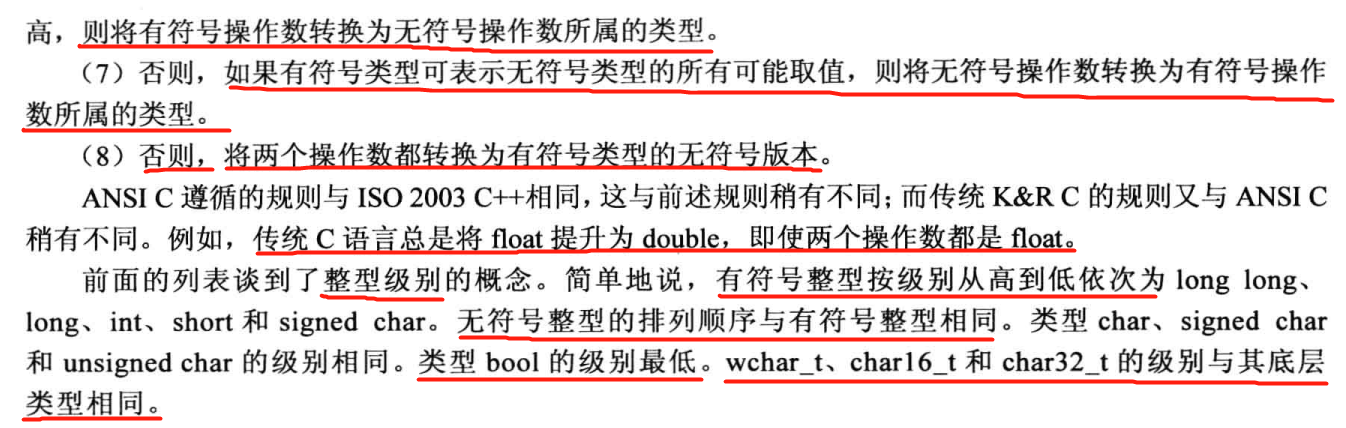 高，则将有符号操作数转换为无符号操作数所属的类型。
（7）否则，如果有符号类型可表示无符号类型的所有可能取值，则将无符号操作数转换为有符号操作
数所属的类型。
（8）否则，将两个操作数都转换为有符号类型的无符号版本。
ANSI C 遵循的规则与 ISO 2003 C++相同，这与前述规则稍有不同；而传统 K&R C 的规则又与 ANSI C
稍有不同。例如，传统 C 语言总是将 float 提升为 double，即使两个操作数都是 float。
前面的列表谈到了整型级别的概念。简单地说，有符号整型按级别从高到低依次为 long long、
long、int、short 和 signed char。无符号整型的排列顺序与有符号整型相同。类型 char、signed char
和 unsigned char 的级别相同。类型 bool 的级别最低。wchar_t、char16_t 和 char32_t 的级别与其底层
类型相同。